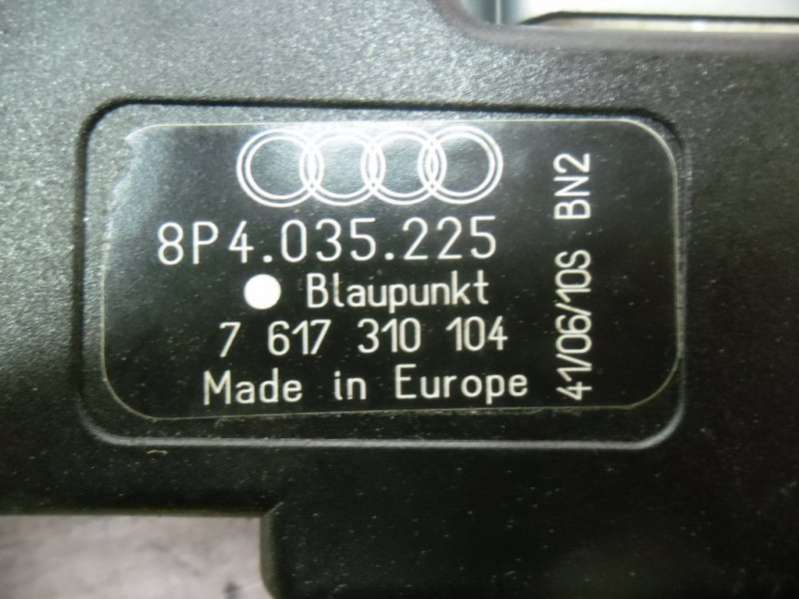 8P4.035.225
Blaupunkt
7 617 310 104
Made in Europe
41/06/10S BN2